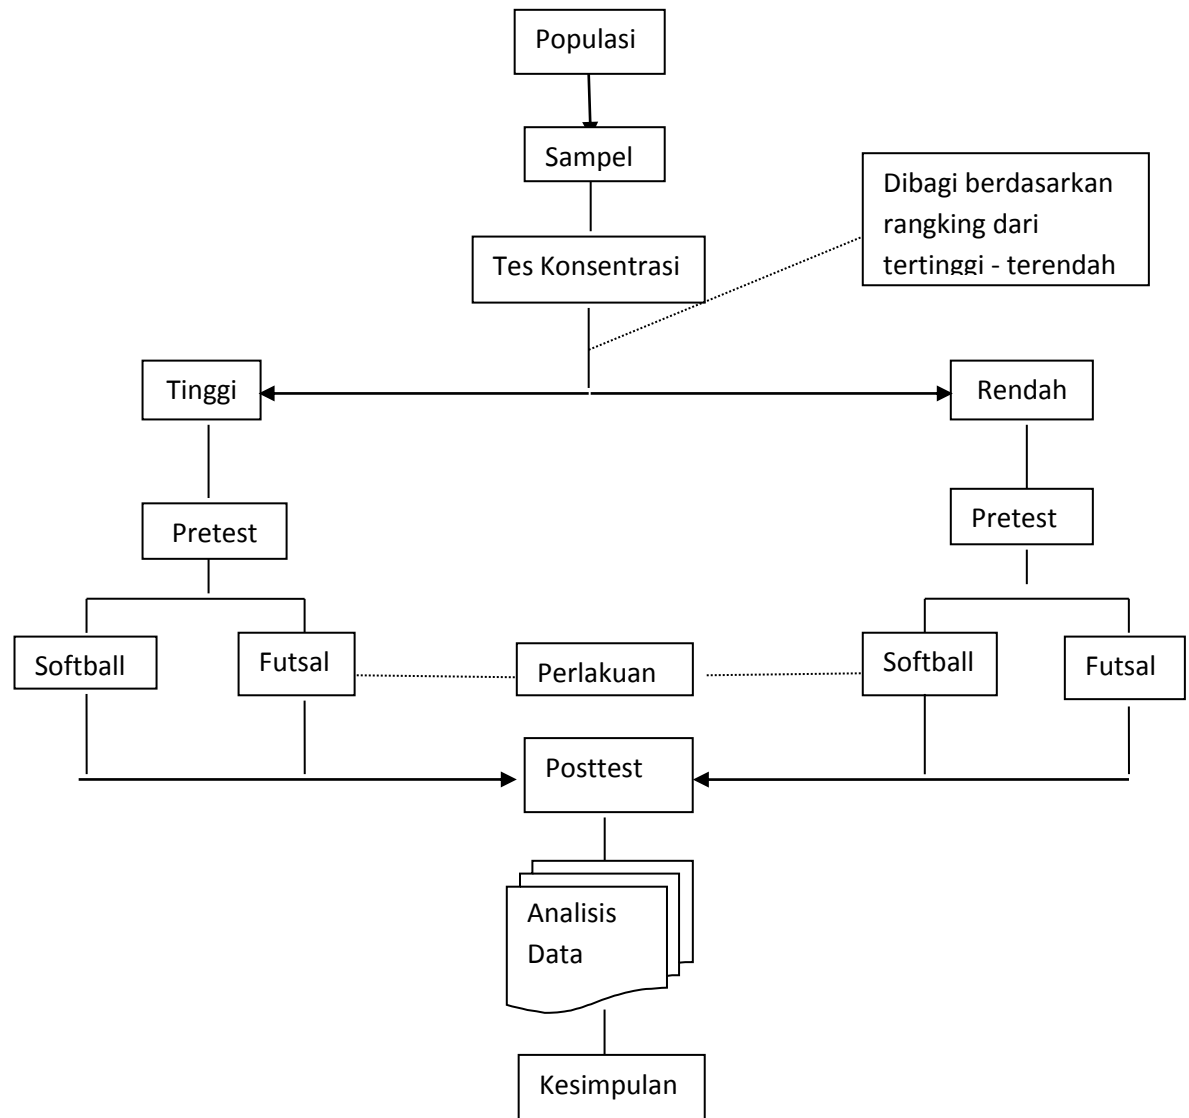 Populasi
Sampel
Dibagi berdasarkan
rangking dari
tertinggi - terendah
Tes Konsentrasi
Tinggi
Rendah
Pretest
Pretest
Softball
Futsal
Perlakuan
Softball
Futsal
Posttest
Analisis
Data
Kesimpulan